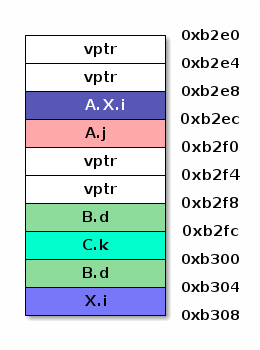 0xb2e0
vptr
0xb2e4
vptr
0xb2e8
A.X.i
0xb2ec
A.j
0xb2f0
vptr
0xb2f4
vptr
0xb2f8
B.d
0xb2fc
C.k
0xb300
B.d
0xb304
X.i
0xb308